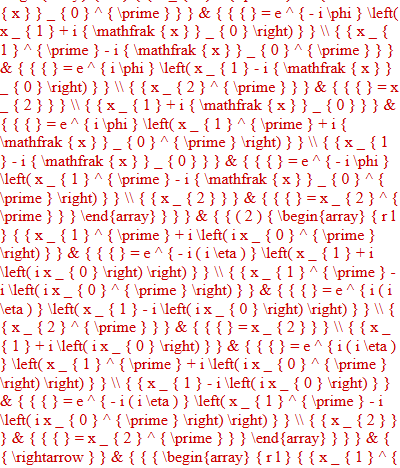 { x } } _ { 0 } ^ { \prime } } } & { { { } = e ^ { - i \phi } \left(
x _ { 1 } + i { \mathfrak { x } } _ { 0 } \right) } } \\ { { x _ {
1 } ^ { \prime } - i { \mathfrak { x } } _ { 0 } ^ { \prime } } }
& { { { } = e ^ { i \phi } \left( x _ { 1 } - i { \mathfrak { x } }
_ { 0 } \right) } } \\ { { x _ { 2 } ^ { \prime } } } & { { { } = x
_ { 2 } } } \\ { { x _ { 1 } + i { \mathfrak { x } } _ { 0 } } } &
{ { { } = e ^ { i \phi } \left( x _ { 1 } ^ { \prime } + i {
\mathfrak { x } } _ { 0 } ^ { \prime } \right) } } \\ { { x _ { 1
} - i { \mathfrak { x } } _ { 0 } } } & { { { } = e ^ { - i \phi }
\left( x _ { 1 } ^ { \prime } - i { \mathfrak { x } } _ { 0 } ^ {
\prime } \right) } } \\ { { x _ { 2 } } } & { { { } = x _ { 2 } ^ {
\prime } } } \end{array} } } } & { { ( 2 ) { \begin{array} { r l
} { { x _ { 1 } ^ { \prime } + i \left( i x _ { 0 } ^ { \prime }
\right) } } & { { { } = e ^ { - i ( i \eta ) } \left( x _ { 1 } + i
\left( i x _ { 0 } \right) \right) } } \\ { { x _ { 1 } ^ { \prime } -
i \left( i x _ { 0 } ^ { \prime } \right) } } & { { { } = e ^ { i ( i
\eta ) } \left( x _ { 1 } - i \left( i x _ { 0 } \right) \right) } } \\ {
{ x _ { 2 } ^ { \prime } } } & { { { } = x _ { 2 } } } \\ { { x _ {
1 } + i \left( i x _ { 0 } \right) } } & { { { } = e ^ { i ( i \eta )
} \left( x _ { 1 } ^ { \prime } + i \left( i x _ { 0 } ^ { \prime }
\right) \right) } } \\ { { x _ { 1 } - i \left( i x _ { 0 } \right) } }
& { { { } = e ^ { - i ( i \eta ) } \left( x _ { 1 } ^ { \prime } - i
\left( i x _ { 0 } ^ { \prime } \right) \right) } } \\ { { x _ { 2 } }
} & { { { } = x _ { 2 } ^ { \prime } } } \end{array} } } } & {
{ \rightarrow } } & { { { \begin{array} { r l } { { x _ { 1 } ^ {